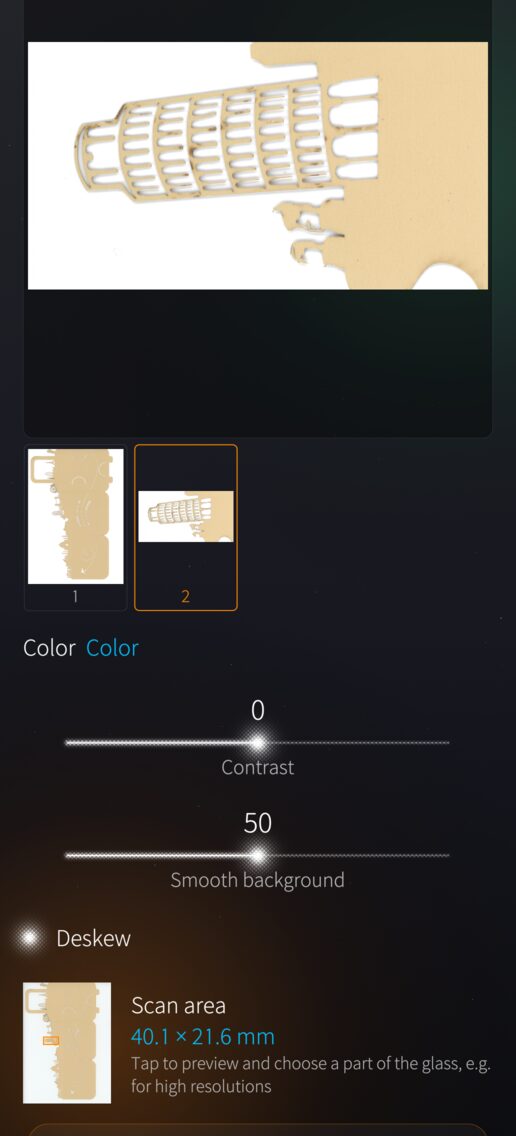 1
2
Color Color
0
Contrast
50
Smooth background
Deskew
Scan area
40.1 × 21.6 mm
Tap to preview and choose a part of the glass, e.g.
for high resolutions